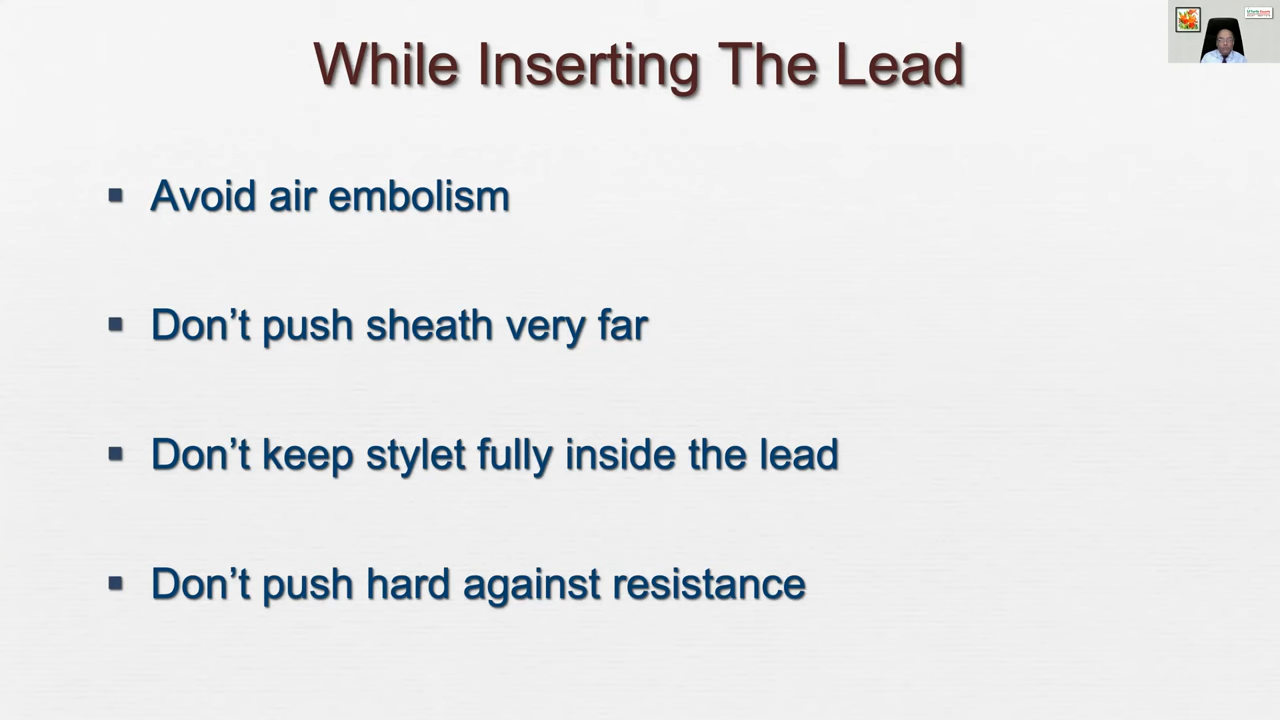 While Inserting The Lead
▪ Avoid air embolism
▪ Don’t push sheath very far
▪ Don’t keep stylet fully inside the lead
▪ Don’t push hard against resistance